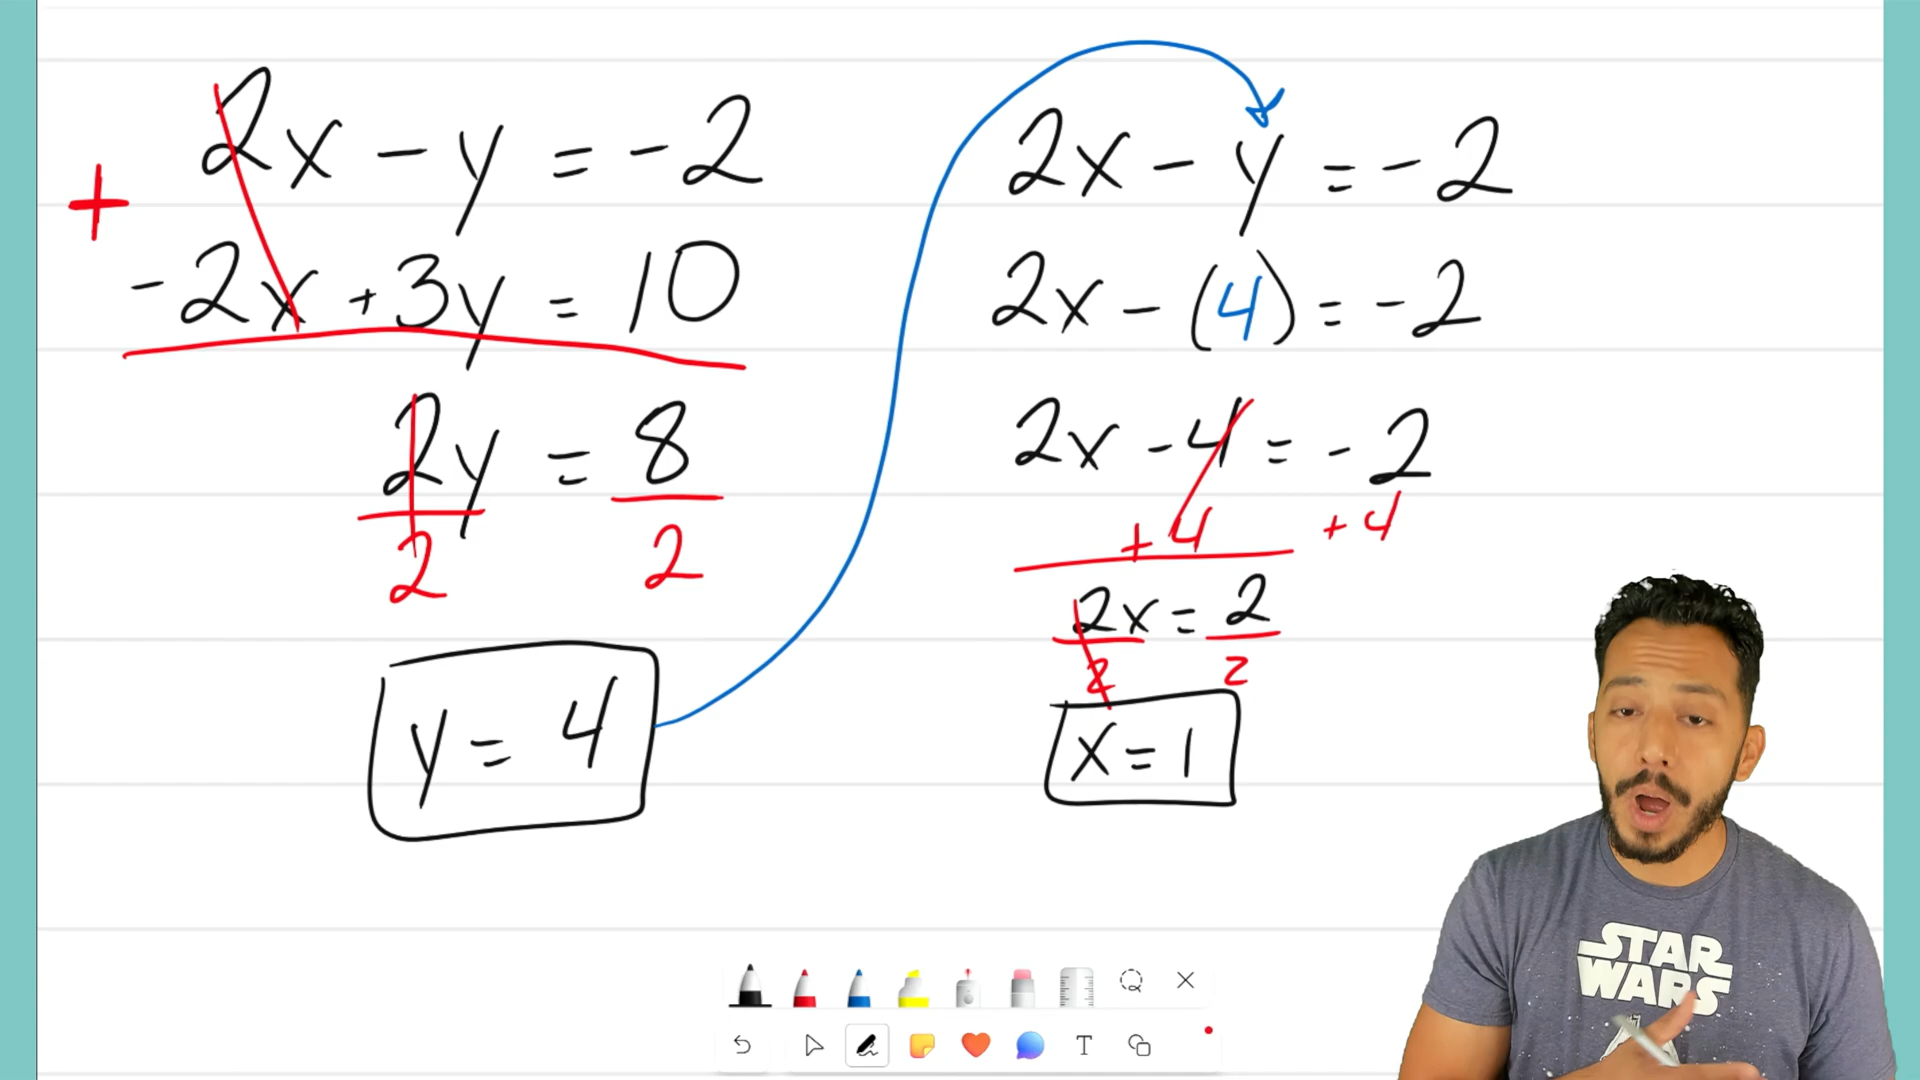 2x - y = -2
+
-2x + 3y = 10
2y = 8
2 2
y = 4
2x - y = -2
2x - (4) = -2
2x - 4 = -2
+ 4 + 4
2x = 2
2 2
x = 1
STAR
WARS
T